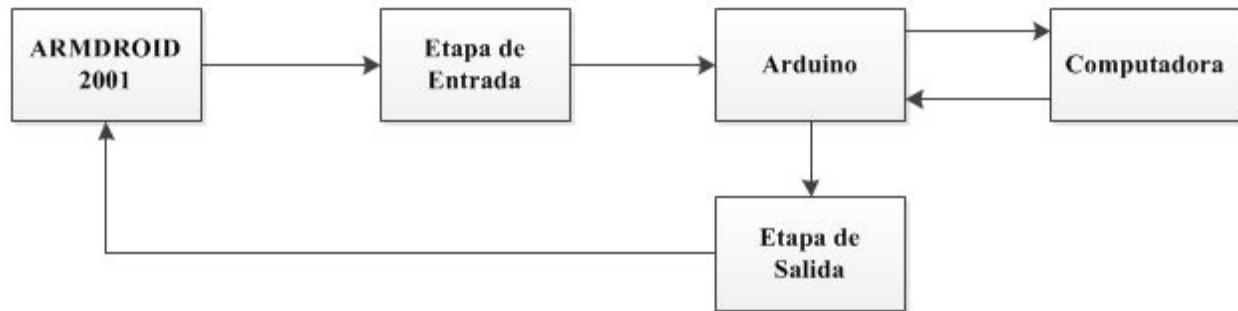 ARMDROID
2001
Etapa de
Entrada
Arduino
Computadora
Etapa de
Salida